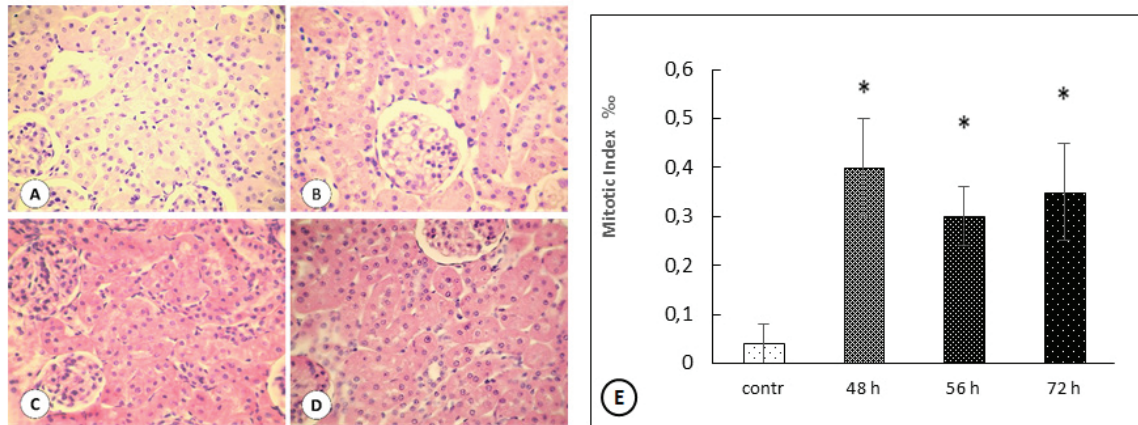 A
B
C
D
Mitotic Index ‰
0,6
0,5
0,4
0,3
0,2
0,1
0
*
*
*
contr
48 h
56 h
72 h
E